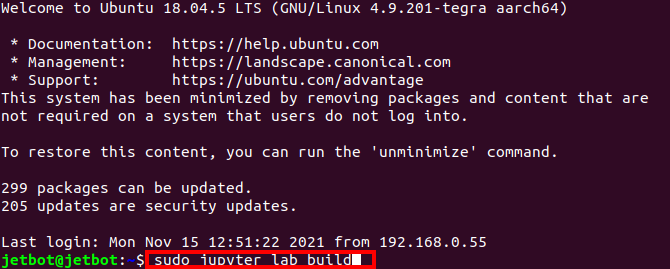 Welcome to Ubuntu 18.04.5 LTS (GNU/Linux 4.9.201-tegra aarch64)
* Documentation:  https://help.ubuntu.com
* Management:     https://landscape.canonical.com
* Support:        https://ubuntu.com/advantage
This system has been minimized by removing packages and content that are
not required on a system that users do not log into.
To restore this content, you can run the 'unminimize' command.
299 packages can be updated.
205 updates are security updates.
Last login: Mon Nov 15 12:51:22 2021 from 192.168.0.55
jetbot@jetbot:~$ sudo jupyter lab build